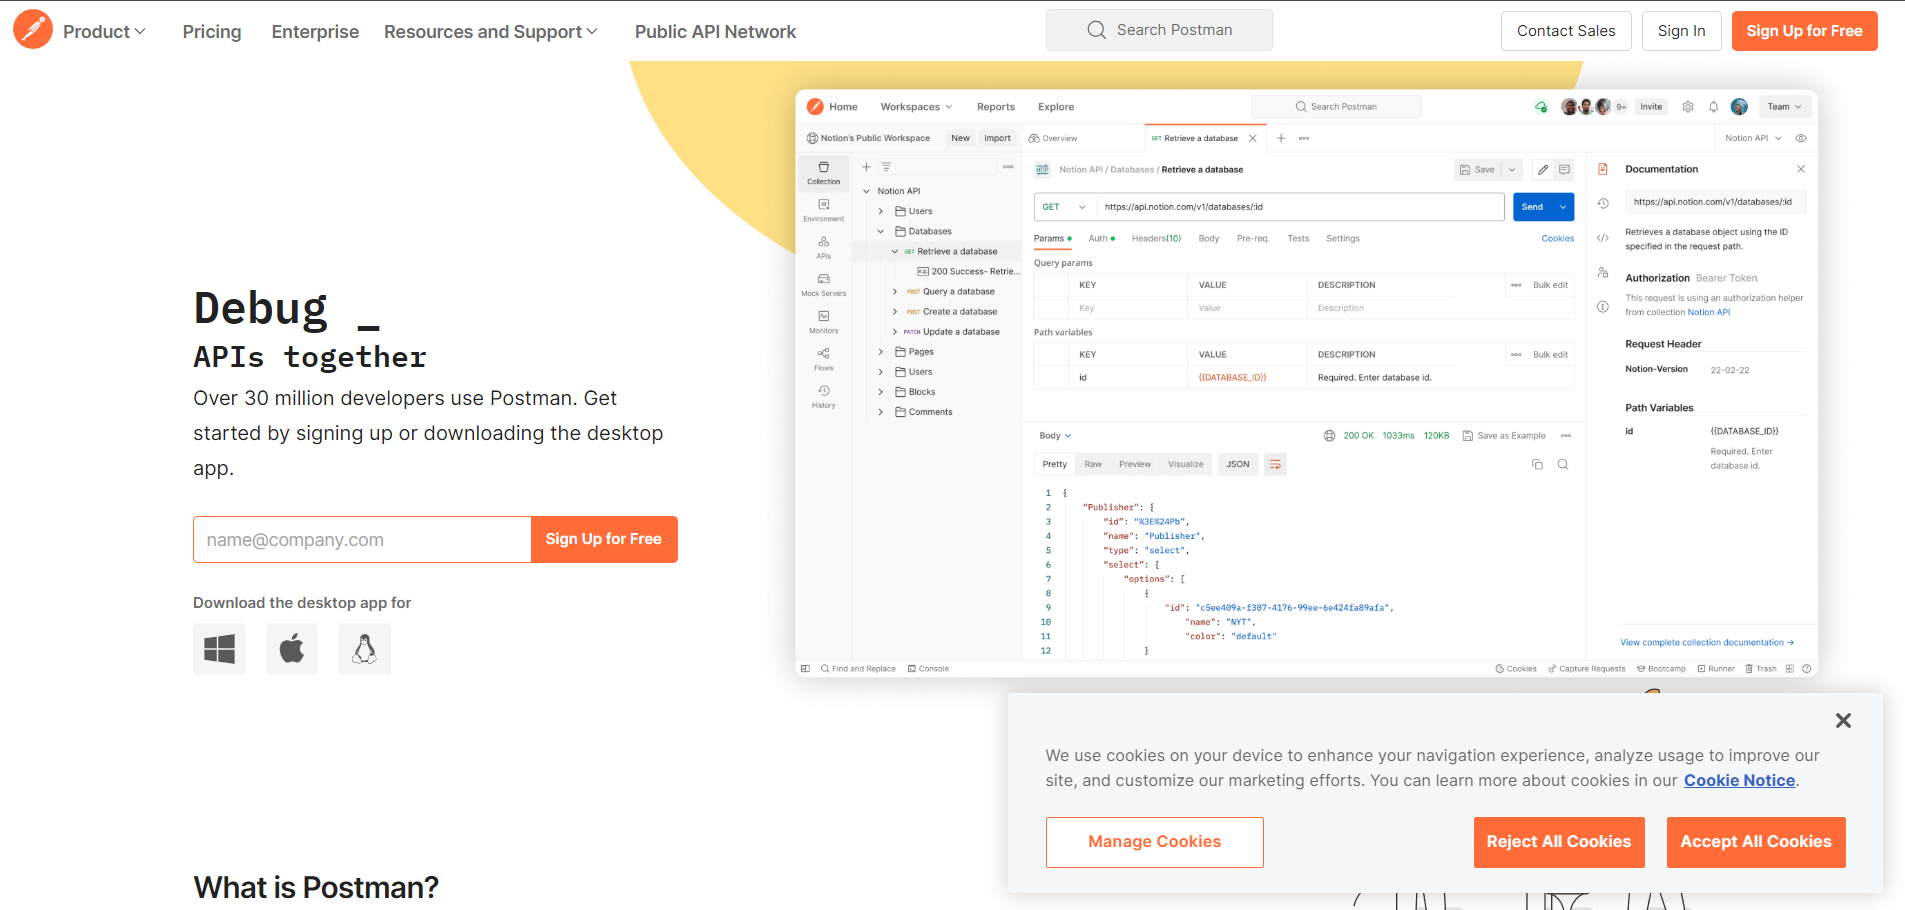 Product
Pricing
Enterprise
Resources and Support
Public API Network
Search Postman
Contact Sales
Sign In
Sign Up for Free
Debug _
APIs together
Over 30 million developers use Postman. Get
started by signing up or downloading the desktop
app.
name@company.com
Sign Up for Free
Download the desktop app for
Home
Workspaces
Reports
Explore
Search Postman
9+
Invite
Team
Notion's Public Workspace
New
Import
Overview
GET Retrieve a database
Notion API
Collection
Environment
APIs
Mock Servers
Monitors
Flows
History
Notion API
Users
Databases
GET Retrieve a database
200 Success- Retrie...
POST Query a database
POST Create a database
PATCH Update a database
Pages
Users
Blocks
Comments
Notion API / Databases / Retrieve a database
Save
GET
https://api.notion.com/v1/databases/:id
Send
Params
Auth
Headers(10)
Body
Pre-req.
Tests
Settings
Cookies
Query params
KEY VALUE DESCRIPTION
Bulk edit
Key Value Description
Path variables
KEY VALUE DESCRIPTION
Bulk edit
id {{DATABASE_ID}} Required. Enter database id.
Body
200 OK 1033ms 120KB
Save as Example
Pretty
Raw
Preview
Visualize
JSON
1 {
2 “Publisher”: {
3 “id”: “%3E%24Pb”,
4 “name”: “Publisher”,
5 “type”: “select”,
6 “select”: {
7 “options”: [
8 {
9 “id”: “c5ee409a-f307-4176-99ee-6e424fa89afa”,
10 “name”: “NYT”,
11 “color”: “default”
12 }
Documentation
https://api.notion.com/v1/databases/:id
Retrieves a database object using the ID
specified in the request path.
Authorization Bearer Token
This request is using an authorization helper
from collection Notion API
Request Header
Notion-Version 22-02-22
Path Variables
id {{DATABASE_ID}}
Required. Enter
database id.
View complete collection documentation →
Find and Replace
Console
Cookies
Capture Requests
Bootcamp
Runner
Trash
We use cookies on your device to enhance your navigation experience, analyze usage to improve our
site, and customize our marketing efforts. You can learn more about cookies in our Cookie Notice.
Manage Cookies
Reject All Cookies
Accept All Cookies
What is Postman?